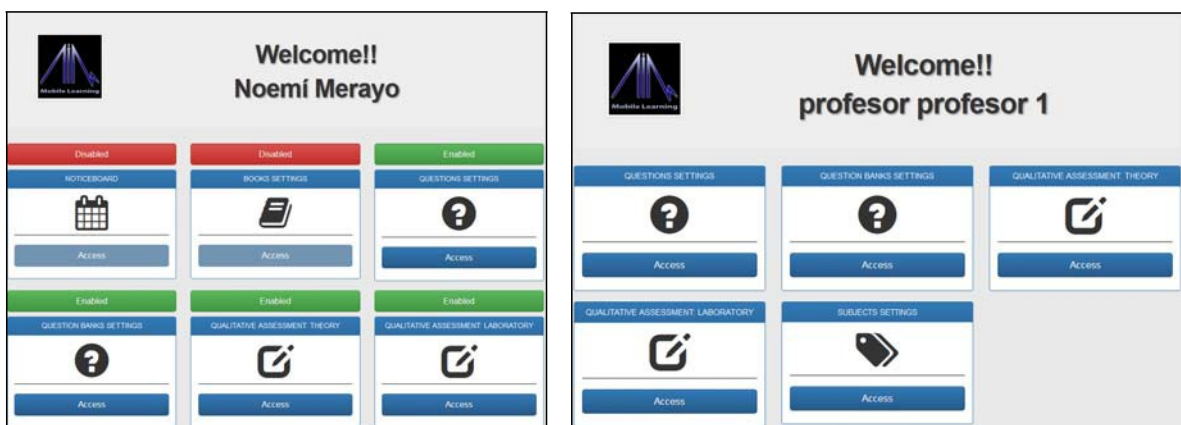 Mobile Learning
Welcome!!
Noemí Merayo
Disabled
Disabled
Enabled
NOTICEBOARD
BOOKS SETTINGS
QUESTIONS SETTINGS
Access
Access
Access
Enabled
Enabled
Enabled
QUESTION BANKS SETTINGS
QUALITATIVE ASSESSMENT: THEORY
QUALITATIVE ASSESSMENT: LABORATORY
Access
Access
Access
Mobile Learning
Welcome!!
profesor profesor 1
QUESTIONS SETTINGS
QUESTION BANKS SETTINGS
QUALITATIVE ASSESSMENT: THEORY
Access
Access
Access
QUALITATIVE ASSESSMENT: LABORATORY
SUBJECTS SETTINGS
Access
Access